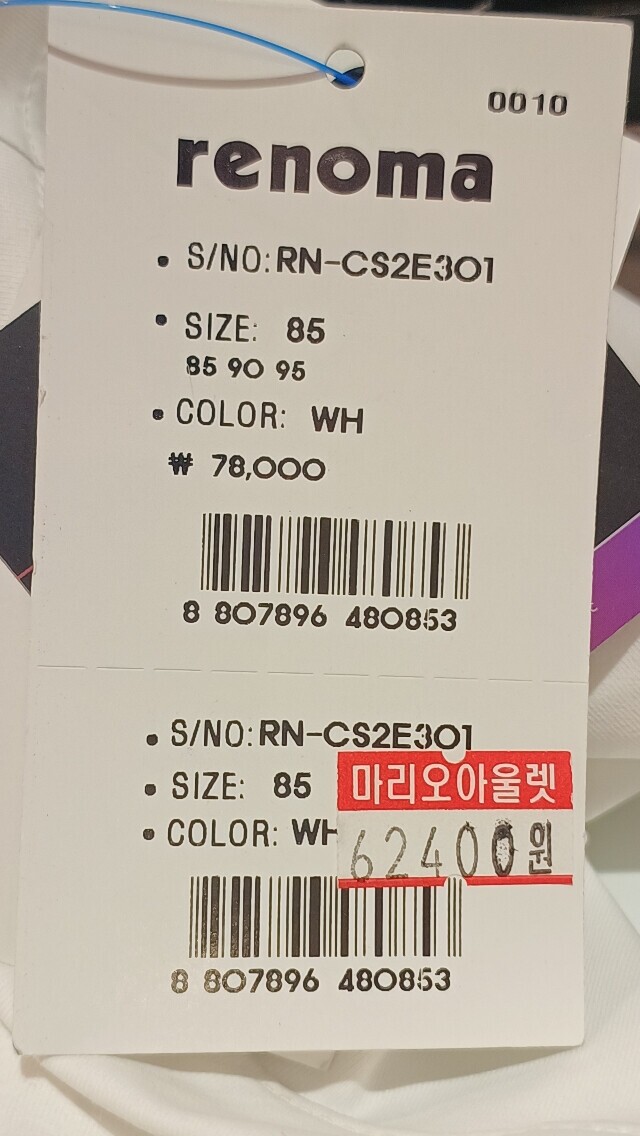 0010
renoma
• S/NO: RN-CS2E301
• SIZE: 85
85 90 95
• COLOR: WH
₩ 78,000
8 807896 480853
• S/NO: RN-CS2E301
• SIZE: 85
마리오아울렛
• COLOR: WH
62400원
8 807896 480853